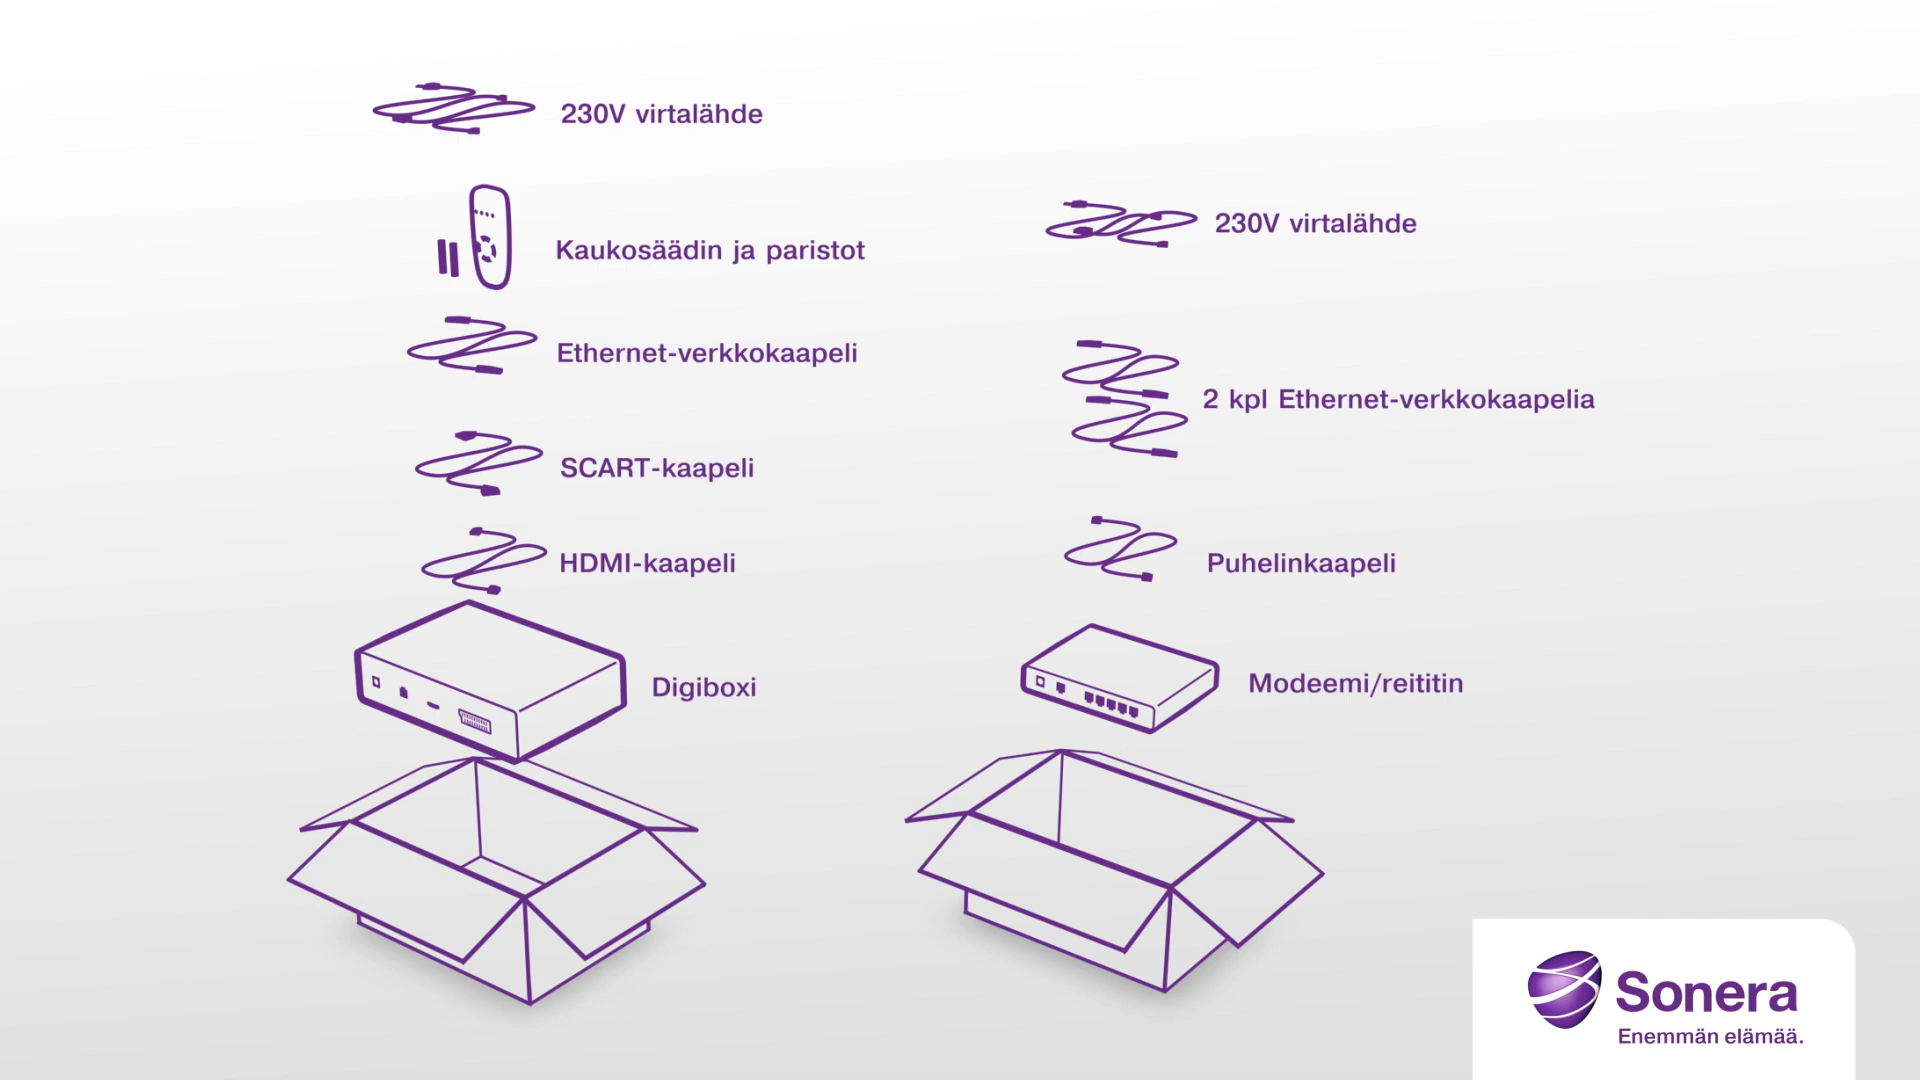 230V virtalähde
Kaukosäädin ja paristot
Ethernet-verkkokaapeli
SCART-kaapeli
HDMI-kaapeli
Digiboxi
230V virtalähde
2 kpl Ethernet-verkkokaapelia
Puhelinkaapeli
Modeemi/reititin
Sonera
Enemmän elämää.